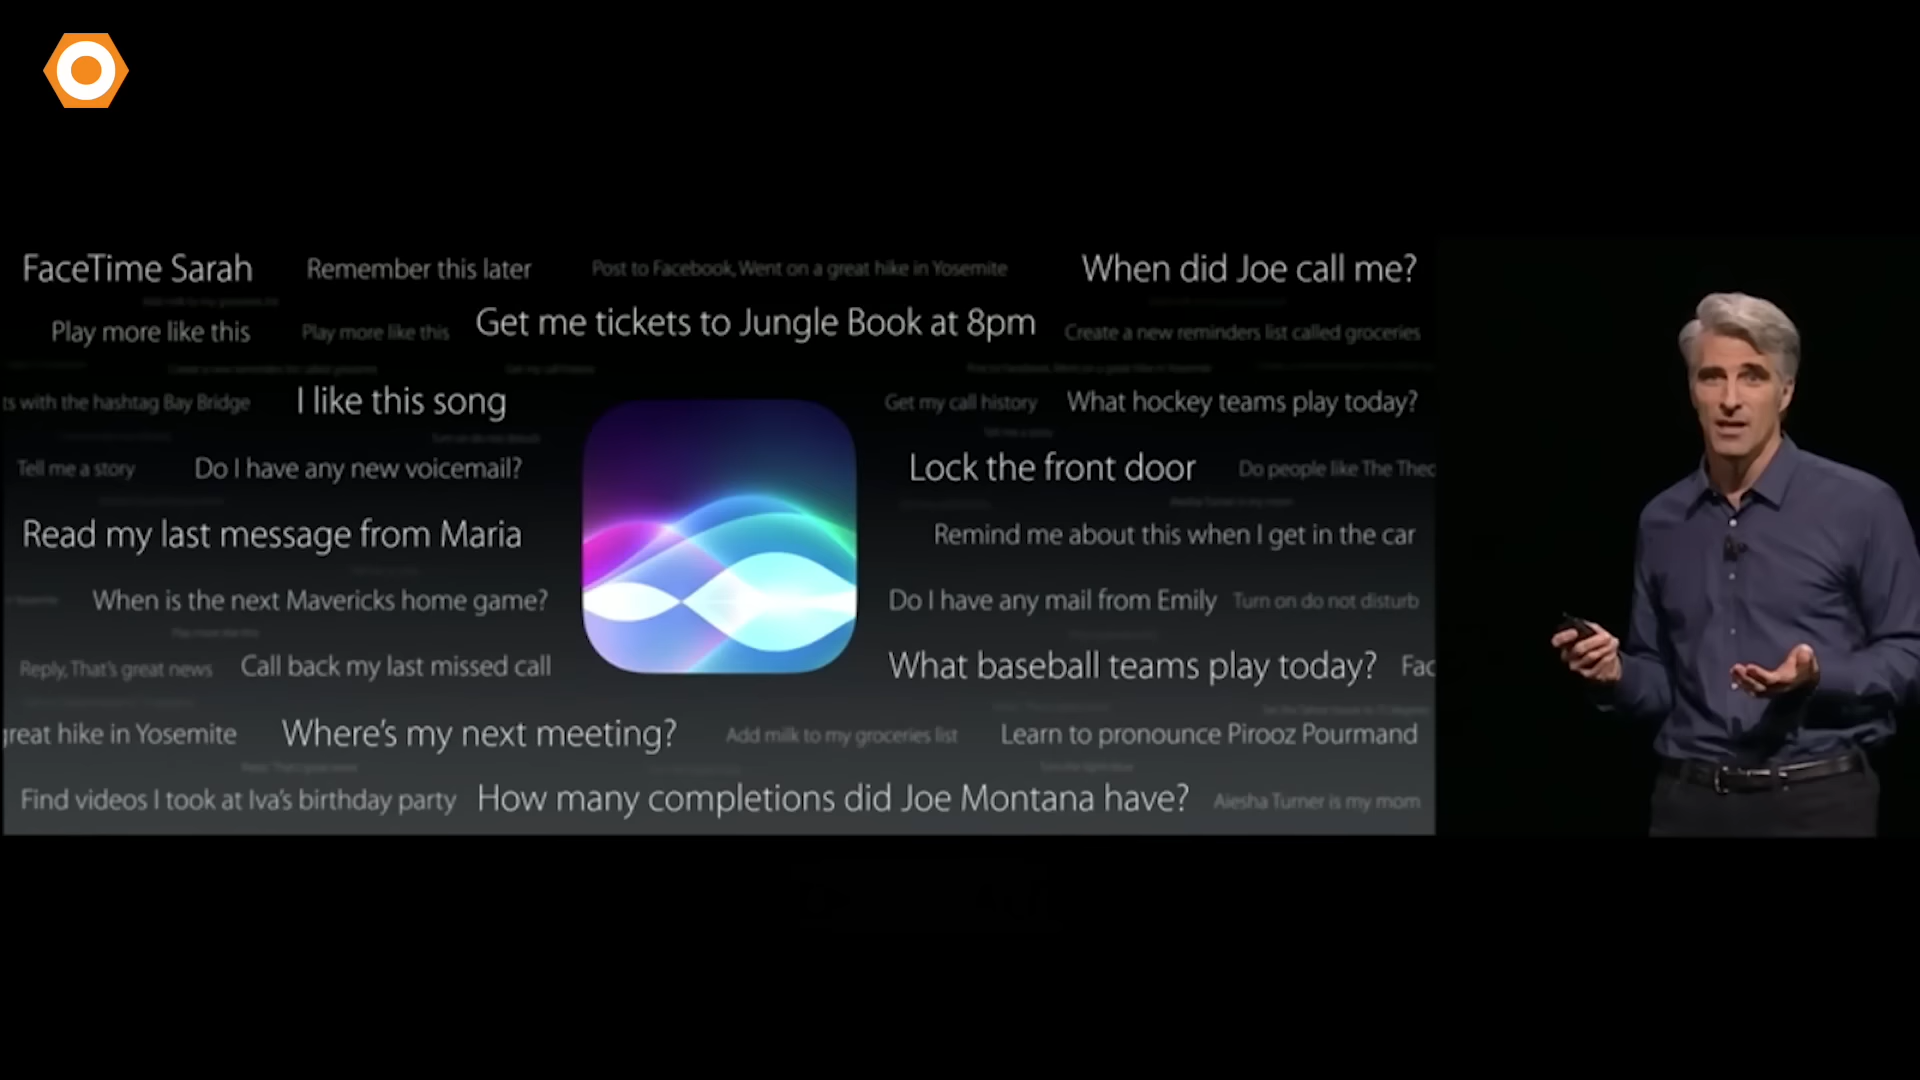 FaceTime Sarah Remember this later Post to Facebook, Went on a great hike in Yosemite When did Joe call me?
Play more like this Play more like this Get me tickets to Jungle Book at 8pm Create a new reminders list called groceries
ts with the hashtag Bay Bridge I like this song Get my call history What hockey teams play today?
Tell me a story Do I have any new voicemail? Lock the front door Do people like The Theo
Read my last message from Maria Remind me about this when I get in the car
When is the next Mavericks home game? Do I have any mail from Emily Turn on do not disturb
Reply, That's great news Call back my last missed call What baseball teams play today? Fac
great hike in Yosemite Where's my next meeting? Add milk to my groceries list Learn to pronounce Pirooz Pourmand
Find videos I took at Iva's birthday party How many completions did Joe Montana have? Aiesha Turner is my mom